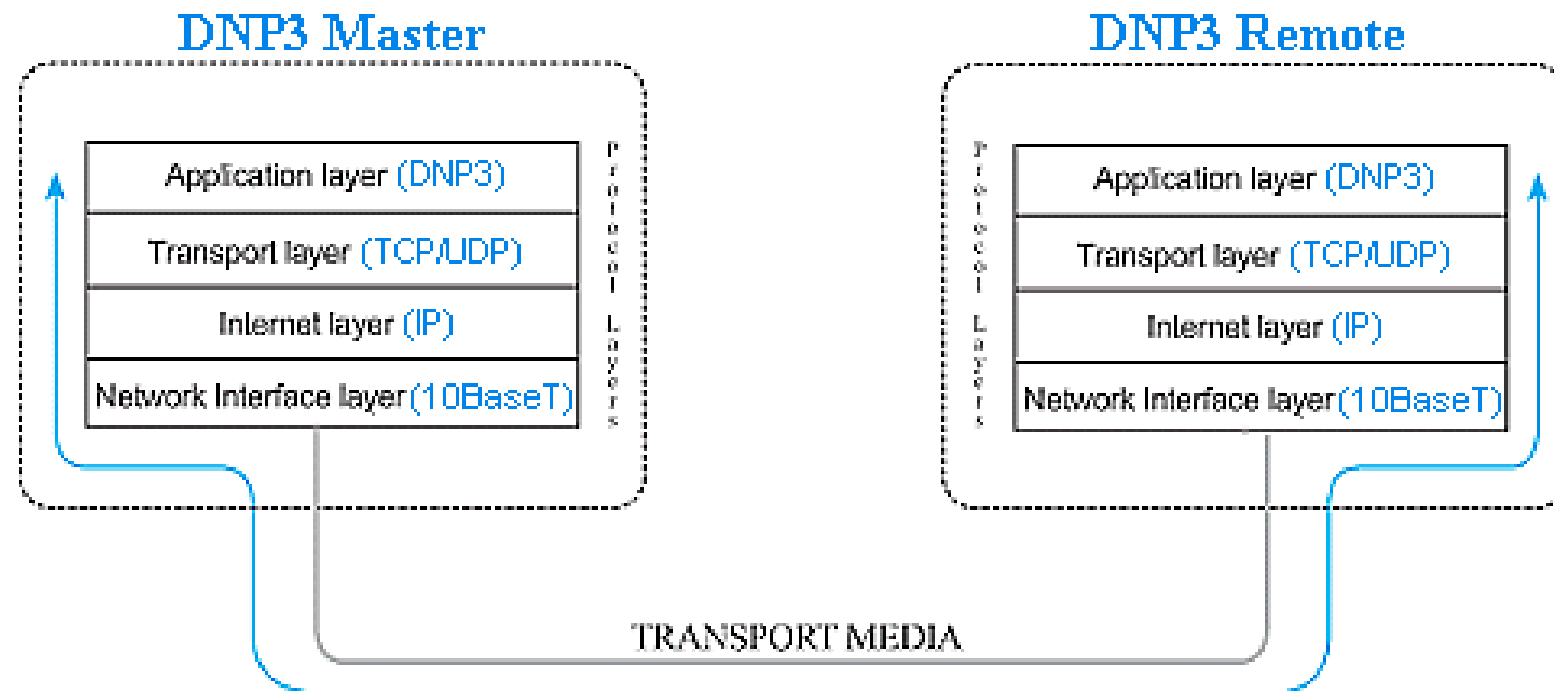 DNP3 Master
Application layer (DNP3)
Transport layer (TCP/UDP)
Internet layer (IP)
Network Interface layer (10BaseT)
Protocol Layers
DNP3 Remote
Protocol Layers
Application layer (DNP3)
Transport layer (TCP/UDP)
Internet layer (IP)
Network Interface layer (10BaseT)
TRANSPORT MEDIA